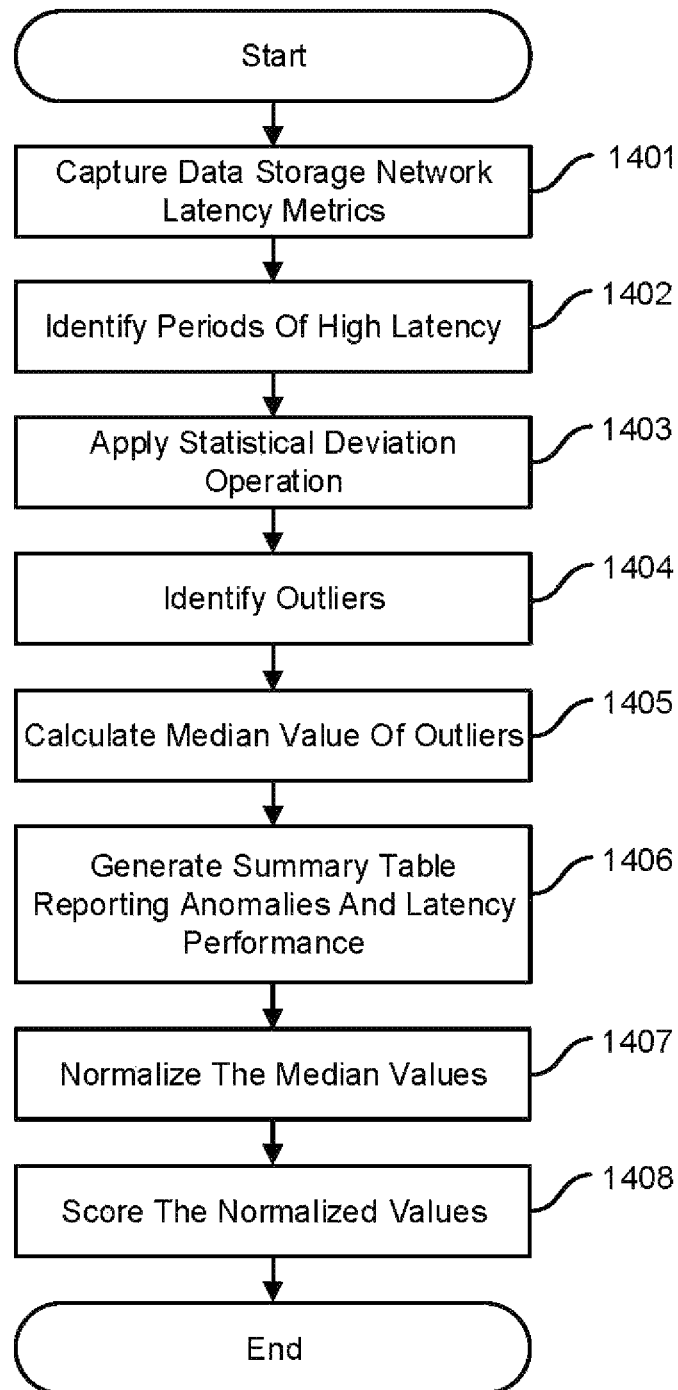 Start
Capture Data Storage Network
Latency Metrics
1401
Identify Periods Of High Latency
1402
Apply Statistical Deviation
Operation
1403
Identify Outliers
1404
Calculate Median Value Of Outliers
1405
Generate Summary Table
Reporting Anomalies And Latency
Performance
1406
Normalize The Median Values
1407
Score The Normalized Values
1408
End